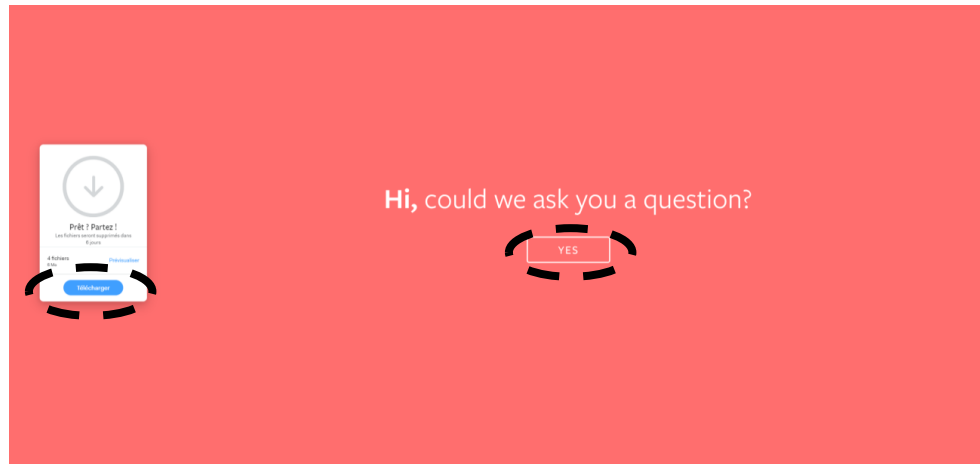 Prêt ? Partez !
Les fichiers seront supprimés dans
8 jours
4 fichiers
Prévisualiser
Télécharger
Hi, could we ask you a question?
YES